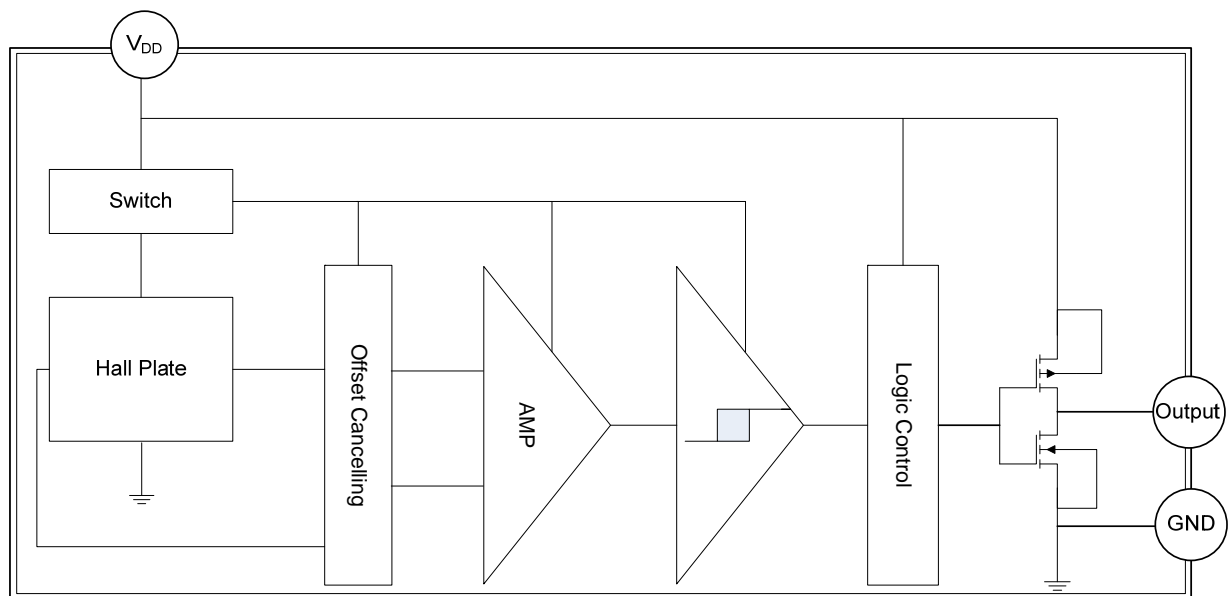 VDD
Switch
Hall Plate
Offset Cancelling
AMP
Logic Control
Output
GND